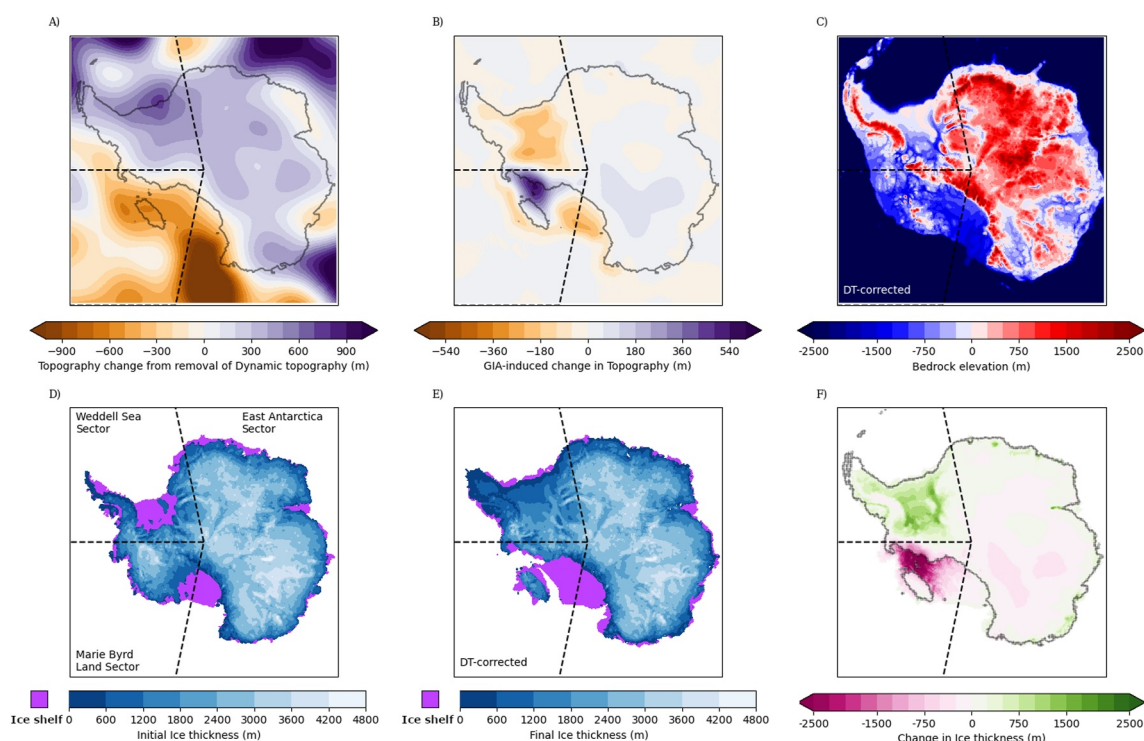 A)
B)
C)
DT-corrected
−900 −600 −300 0 300 600 900
Topography change from removal of Dynamic topography (m)
−540 −360 −180 0 180 360 540
GIA-induced change in Topography (m)
-2500 -1500 -750 0 750 1500 2500
Bedrock elevation (m)
D)
E)
F)
Weddell Sea
Sector
East Antarctica
Sector
Marie Byrd
Land Sector
DT-corrected
Ice shelf
0 600 1200 1800 2400 3000 3600 4200 4800
Initial Ice thickness (m)
Ice shelf
0 600 1200 1800 2400 3000 3600 4200 4800
Final Ice thickness (m)
-2500 -1500 -750 0 750 1500 2500
Change in Ice thickness (m)